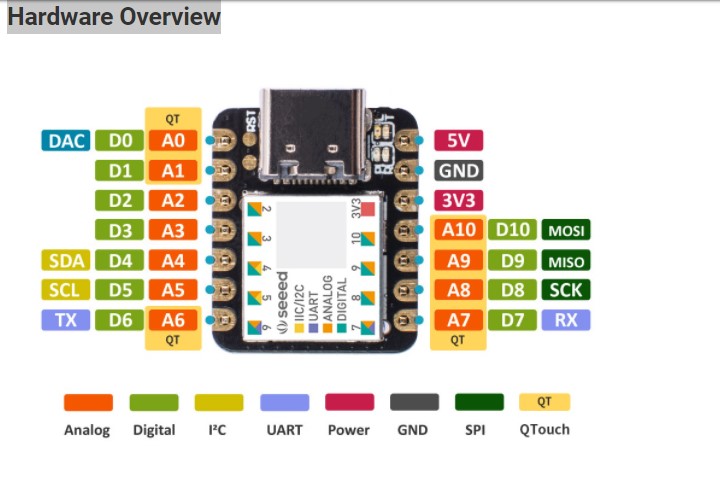 Hardware Overview
QT
DAC D0 A0
RST
5V
D1 A1
GND
D2 A2
3V3
D3 A3
A10 D10 MOSI
SDA D4 A4
A9 D9 MISO
SCL D5 A5
A8 D8 SCK
TX D6 A6
A7 D7 RX
QT
QT
2
3
4
5
6
3V3
10
9
8
7
seeed
IIC/I2C
UART
ANALOG
DIGITAL
QT
Analog Digital I²C UART Power GND SPI QTouch